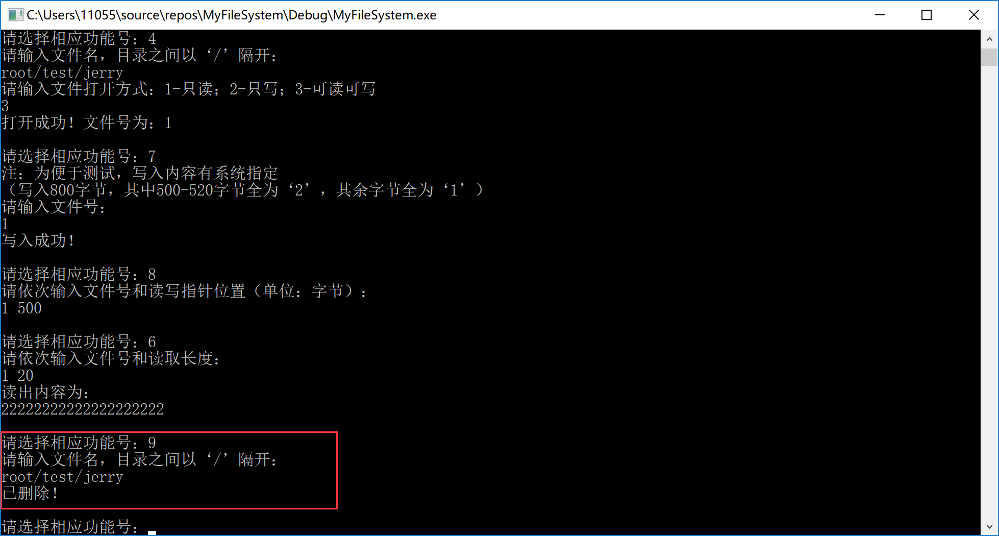 C:\Users\11055\source\repos\MyFileSystem\Debug\MyFileSystem.exe
请选择相应功能号：4
请输入文件名，目录之间以‘/’隔开：
root/test/jerry
请输入文件打开方式：1-只读；2-只写；3-可读可写
3
打开成功！文件号为：1
请选择相应功能号：7
注：为便于测试，写入内容有系统指定
（写入800字节，其中500-520字节全为‘2’，其余字节全为‘1’）
请输入文件号：
1
写入成功！
请选择相应功能号：8
请依次输入文件号和读写指针位置（单位：字节）：
1 500
请选择相应功能号：6
请依次输入文件号和读取长度：
1 20
读出内容为：
22222222222222222222
请选择相应功能号：9
请输入文件名，目录之间以‘/’隔开：
root/test/jerry
已删除！
请选择相应功能号：